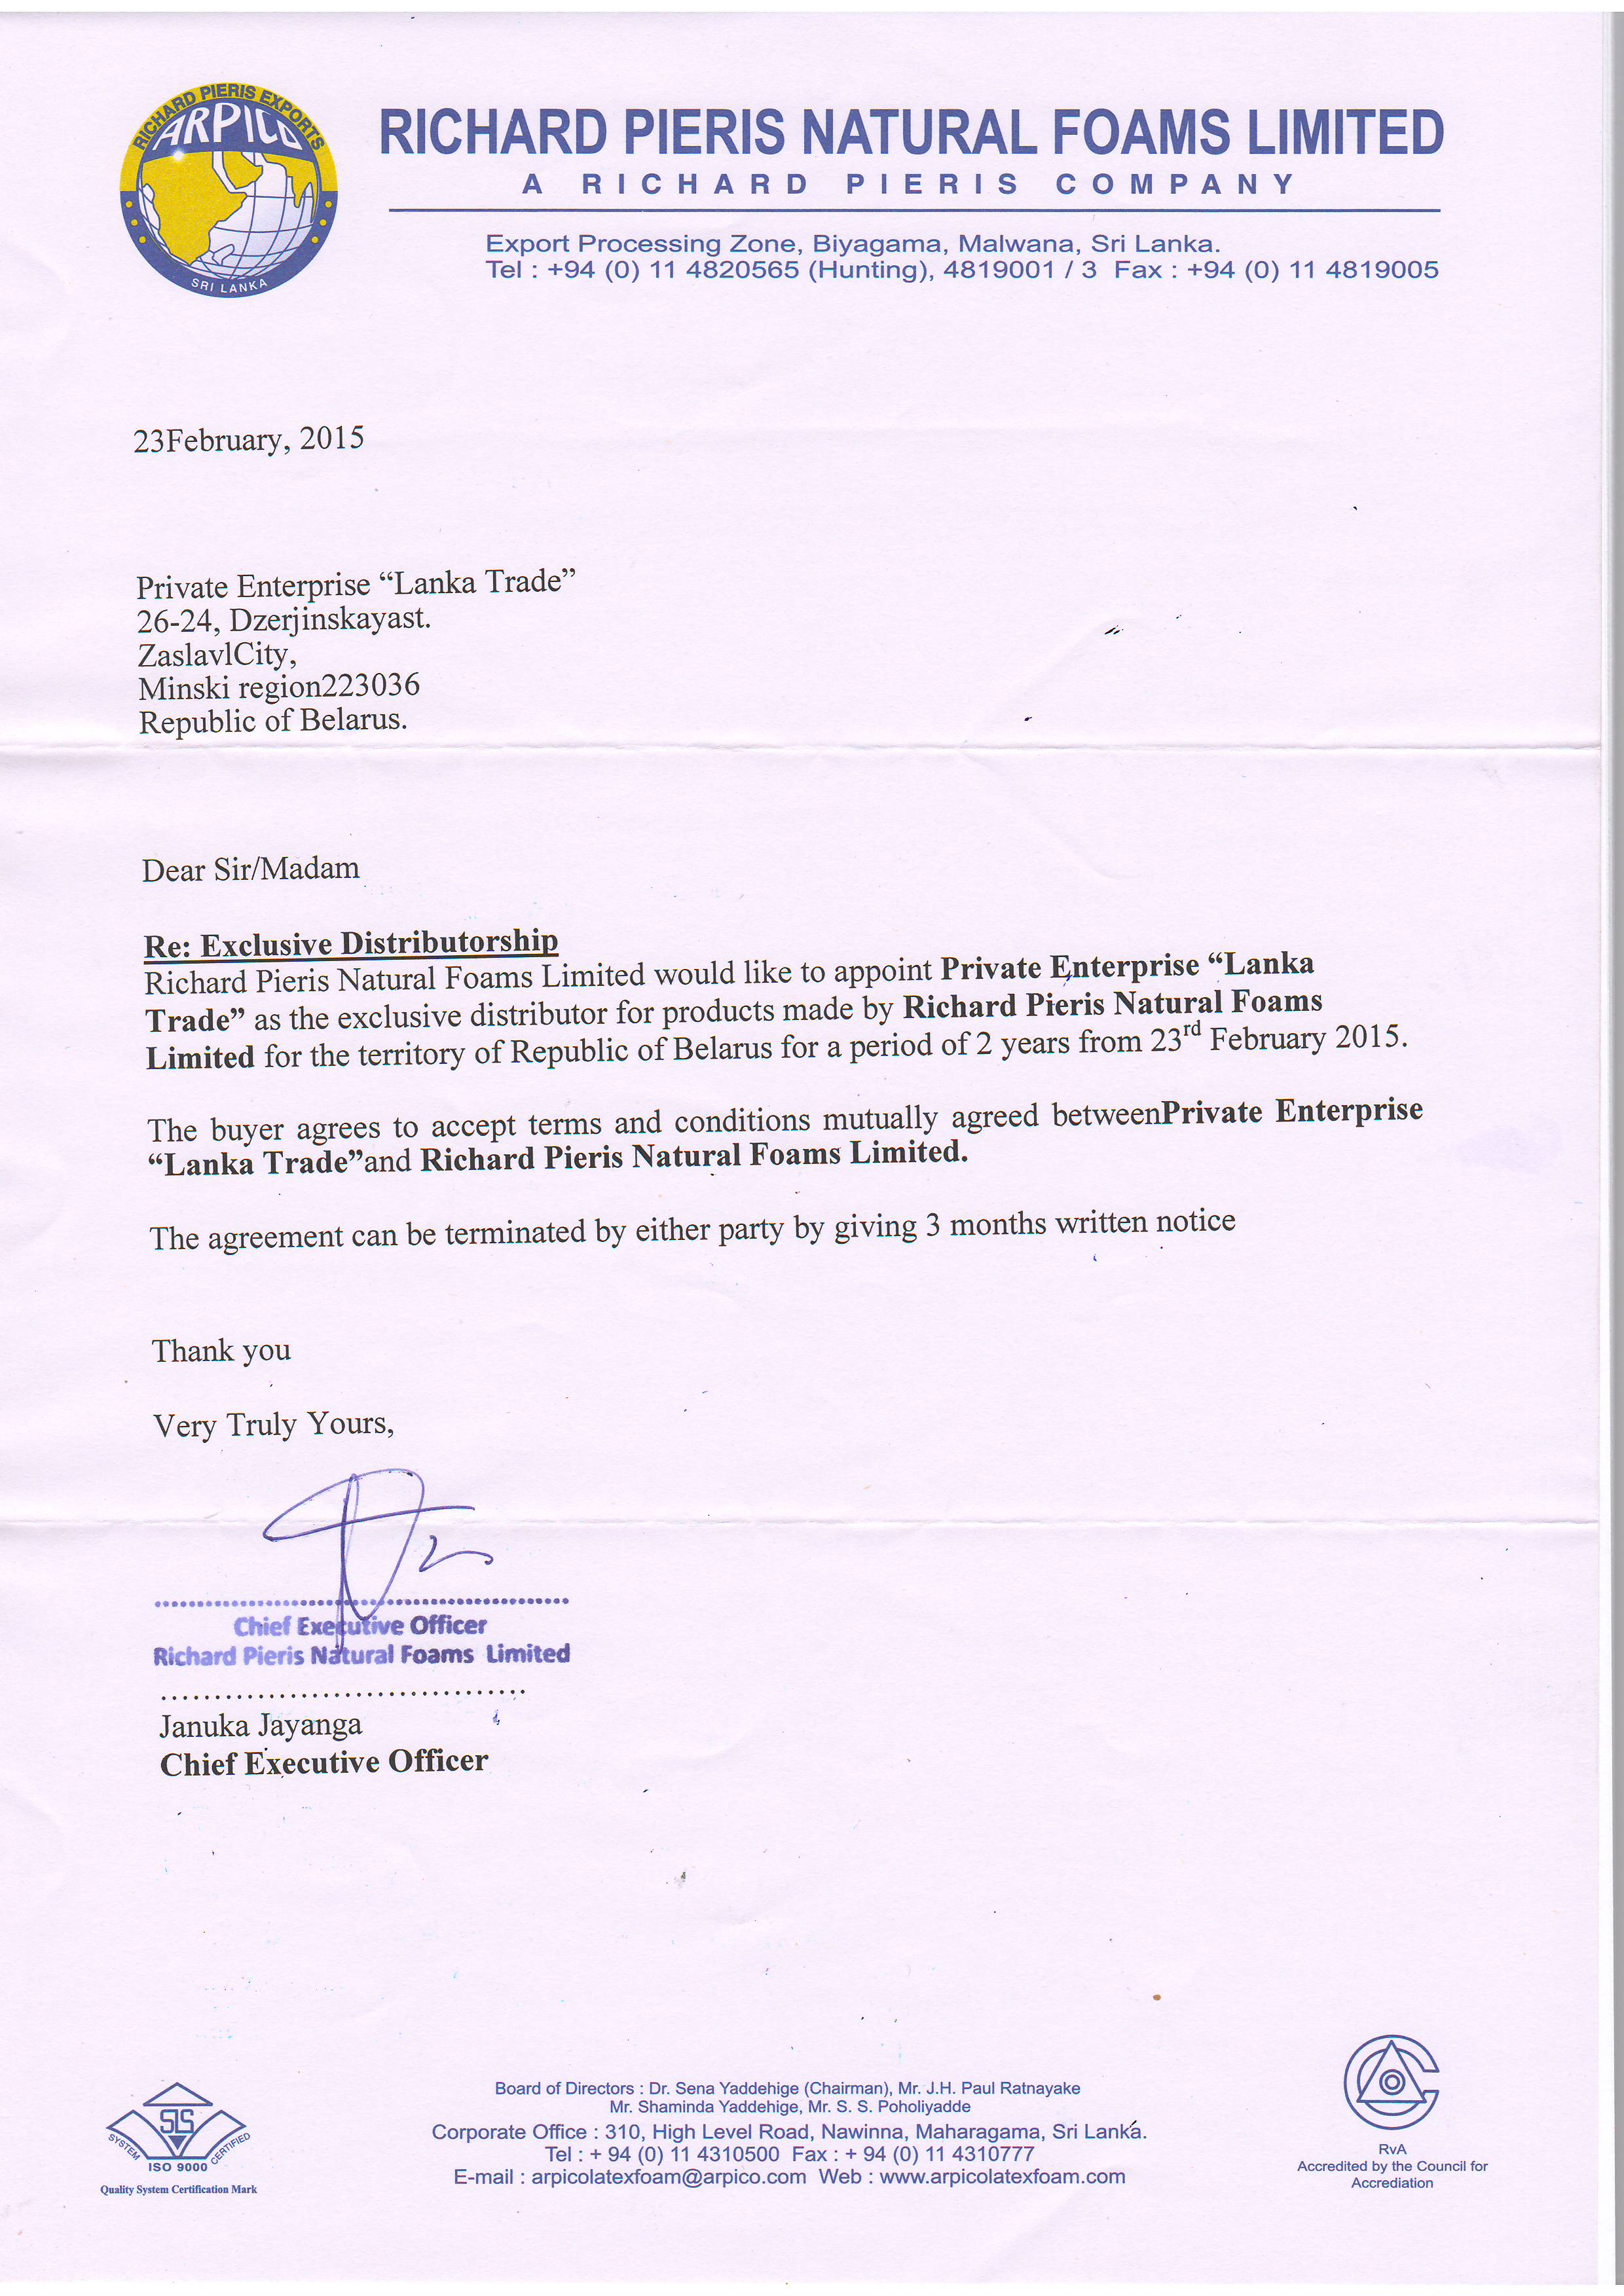 RICHARD PIERIS EXPORTS
ARPICO
SRI LANKA
RICHARD PIERIS NATURAL FOAMS LIMITED
A RICHARD PIERIS COMPANY
Export Processing Zone, Biyagama, Malwana, Sri Lanka.
Tel : +94 (0) 11 4820565 (Hunting), 4819001 / 3 Fax : +94 (0) 11 4819005
23February, 2015
Private Enterprise “Lanka Trade”
26-24, Dzerjinskayast.
ZaslavlCity,
Minski region223036
Republic of Belarus.
Dear Sir/Madam
Re: Exclusive Distributorship
Richard Pieris Natural Foams Limited would like to appoint Private Enterprise “Lanka
Trade” as the exclusive distributor for products made by Richard Pieris Natural Foams
Limited for the territory of Republic of Belarus for a period of 2 years from 23rd February 2015.
The buyer agrees to accept terms and conditions mutually agreed betweenPrivate Enterprise
“Lanka Trade”and Richard Pieris Natural Foams Limited.
The agreement can be terminated by either party by giving 3 months written notice
Thank you
Very Truly Yours,
Chief Executive Officer
Richard Pieris Natural Foams Limited
Januka Jayanga
Chief Executive Officer
SLS
SYSTEM CERTIFIED
ISO 9000
Quality System Certification Mark
Board of Directors : Dr. Sena Yaddehige (Chairman), Mr. J.H. Paul Ratnayake
Mr. Shaminda Yaddehige, Mr. S. S. Poholiyadde
Corporate Office : 310, High Level Road, Nawinna, Maharagama, Sri Lanka.
Tel : + 94 (0) 11 4310500 Fax : + 94 (0) 11 4310777
E-mail : arpicolatexfoam@arpico.com Web : www.arpicolatexfoam.com
RvA
Accredited by the Council for
Accrediation